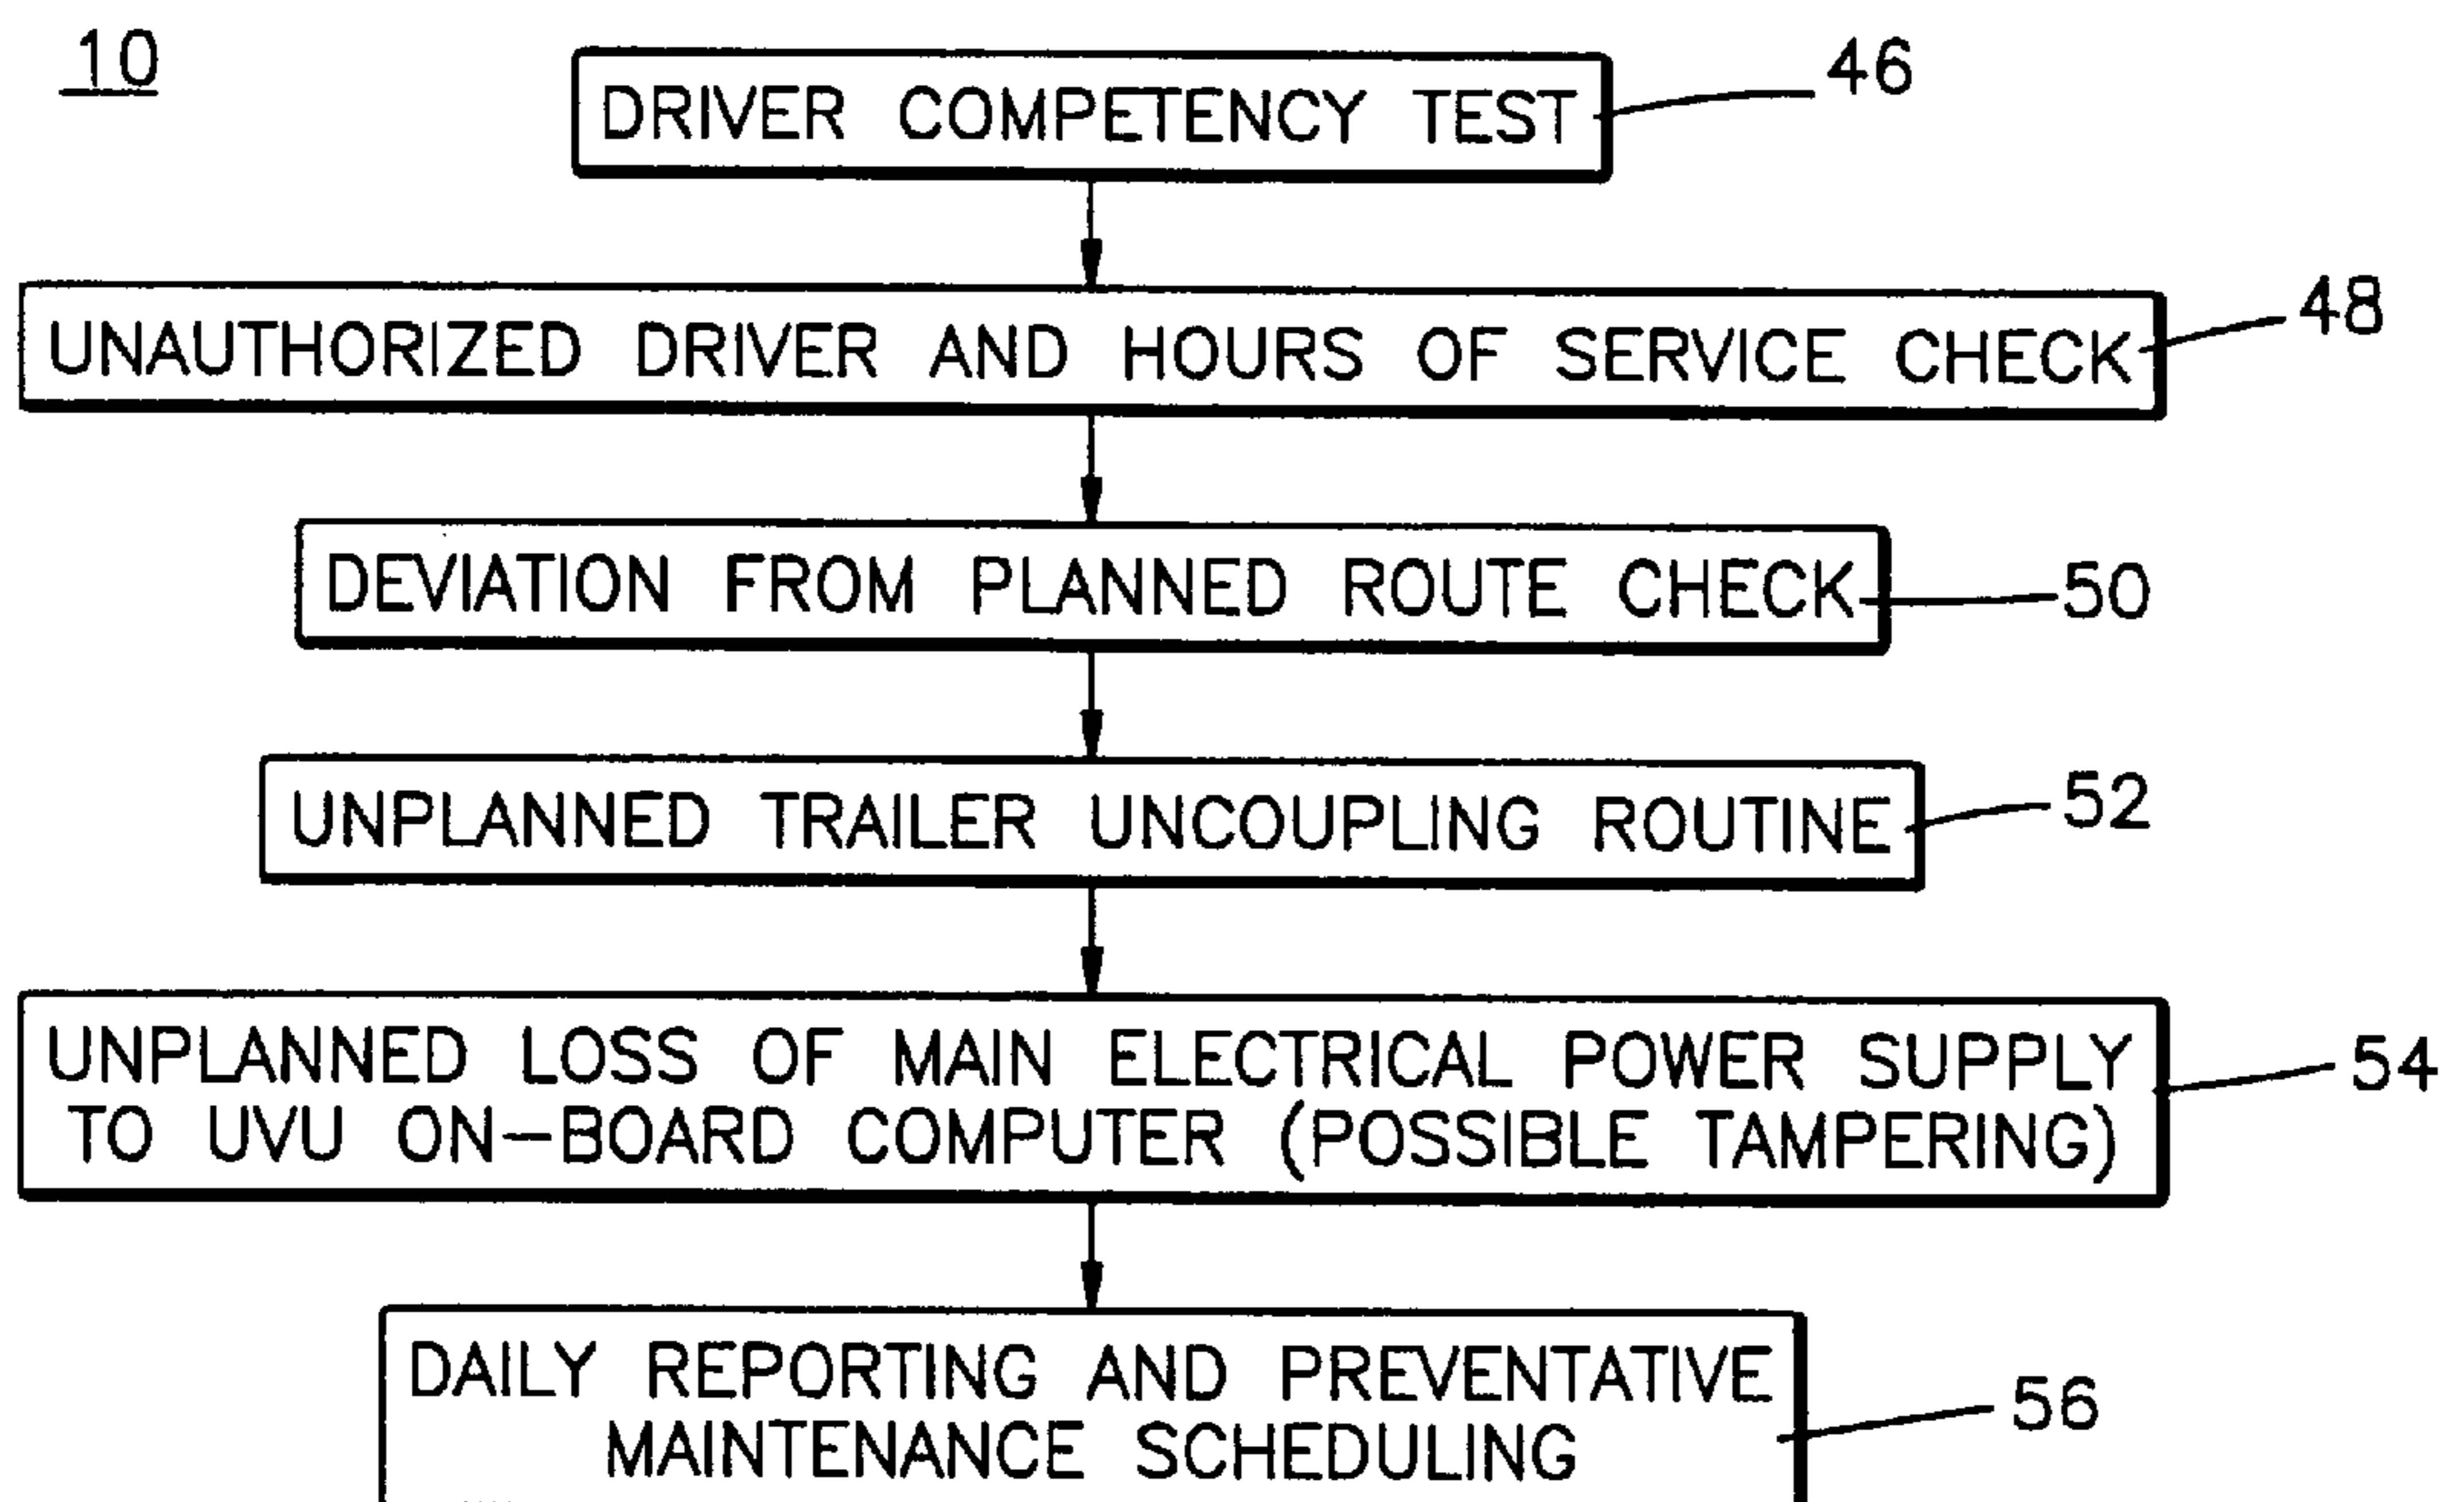 10
DRIVER COMPETENCY TEST
46
UNAUTHORIZED DRIVER AND HOURS OF SERVICE CHECK
48
DEVIATION FROM PLANNED ROUTE CHECK
50
UNPLANNED TRAILER UNCOUPLING ROUTINE
52
UNPLANNED LOSS OF MAIN ELECTRICAL POWER SUPPLY
TO UVU ON-BOARD COMPUTER (POSSIBLE TAMPERING)
54
DAILY REPORTING AND PREVENTATIVE
MAINTENANCE SCHEDULING
56